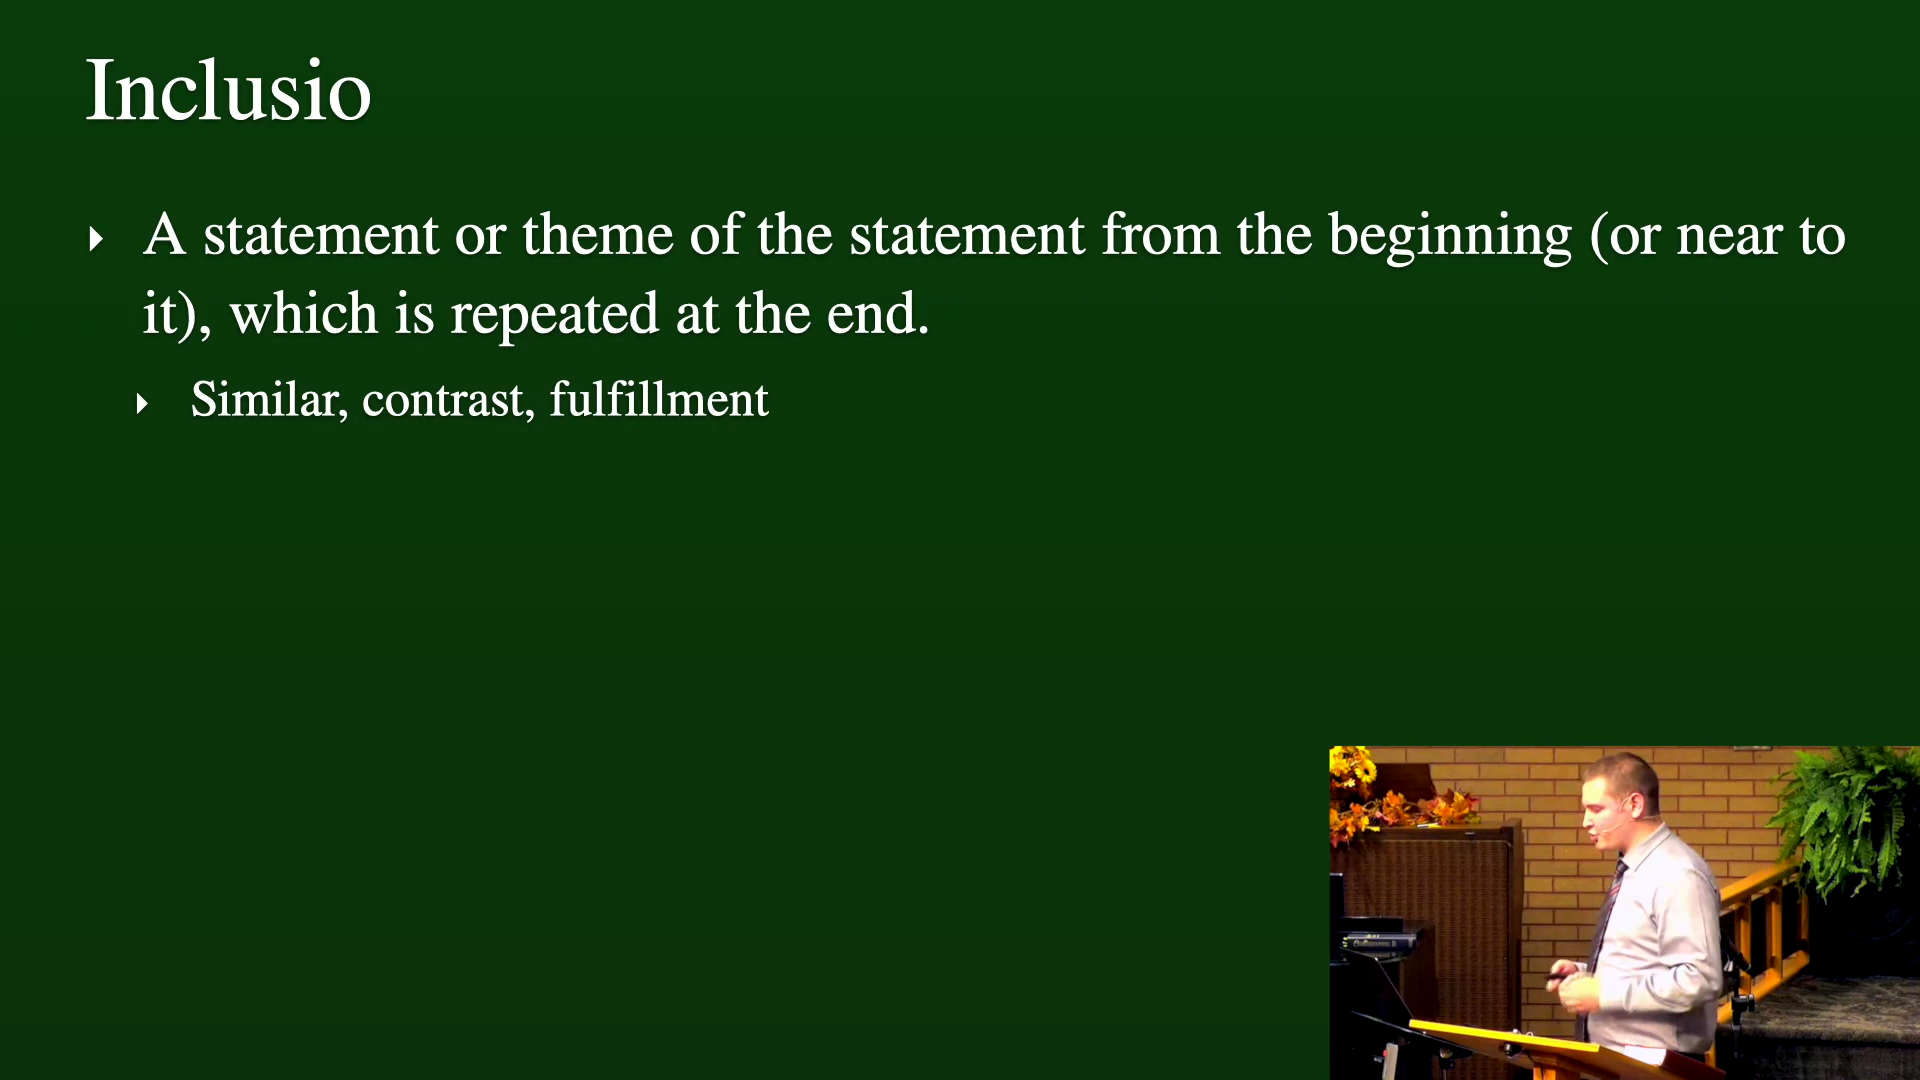 Inclusio
A statement or theme of the statement from the beginning (or near to
it), which is repeated at the end.
Similar, contrast, fulfillment